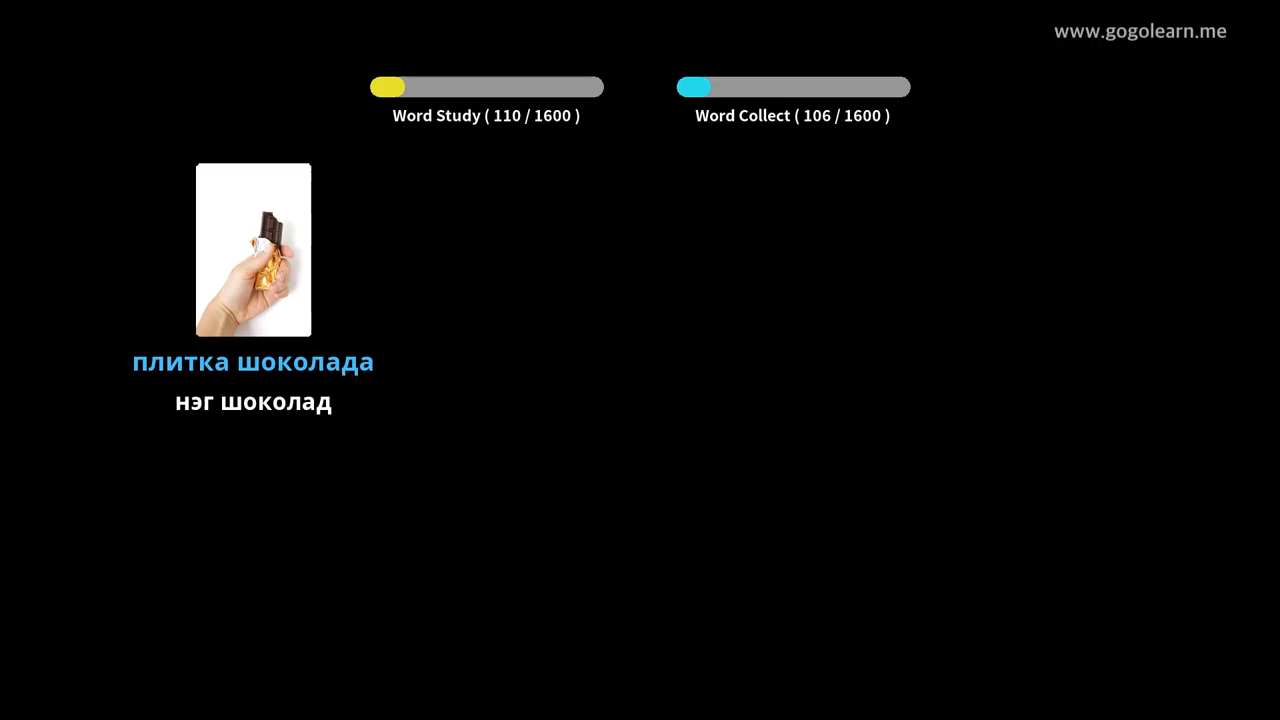 www.gogolearn.me
Word Study ( 110 / 1600 )
Word Collect ( 106 / 1600 )
плитка шоколада
нэг шоколад